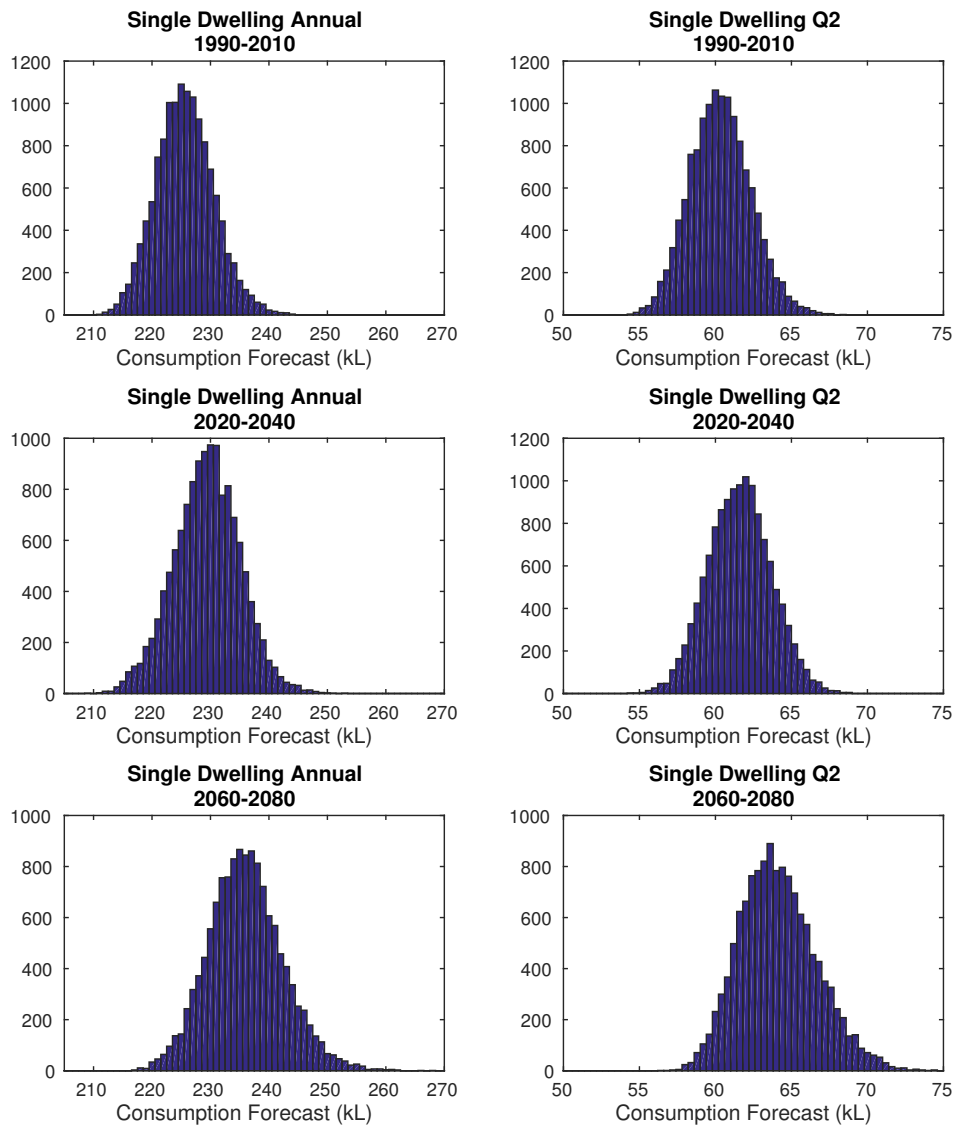 Single Dwelling Annual
1990-2010
1200
1000
800
600
400
200
0
210 220 230 240 250 260 270
Consumption Forecast (kL)
Single Dwelling Q2
1990-2010
1200
1000
800
600
400
200
0
50 55 60 65 70 75
Consumption Forecast (kL)
Single Dwelling Annual
2020-2040
1000
800
600
400
200
0
210 220 230 240 250 260 270
Consumption Forecast (kL)
Single Dwelling Q2
2020-2040
1200
1000
800
600
400
200
0
50 55 60 65 70 75
Consumption Forecast (kL)
Single Dwelling Annual
2060-2080
1000
800
600
400
200
0
210 220 230 240 250 260 270
Consumption Forecast (kL)
Single Dwelling Q2
2060-2080
1000
800
600
400
200
0
50 55 60 65 70 75
Consumption Forecast (kL)